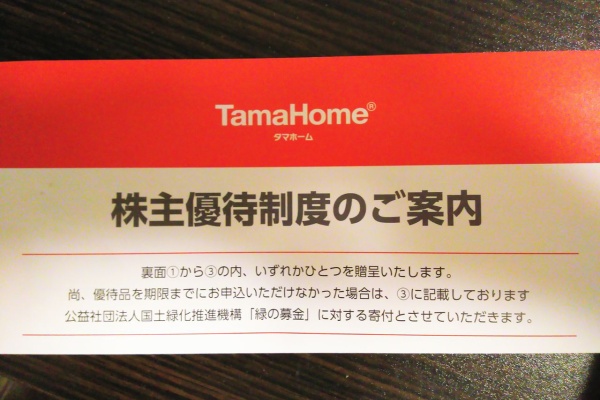 TamaHome®
タマホーム
株主優待制度のご案内
裏面①から③の内、いずれかひとつを贈呈いたします。
尚、優待品を期限までにお申込いただけなかった場合は、③に記載しております
公益社団法人国土緑化推進機構「緑の募金」に対する寄付とさせていただきます。